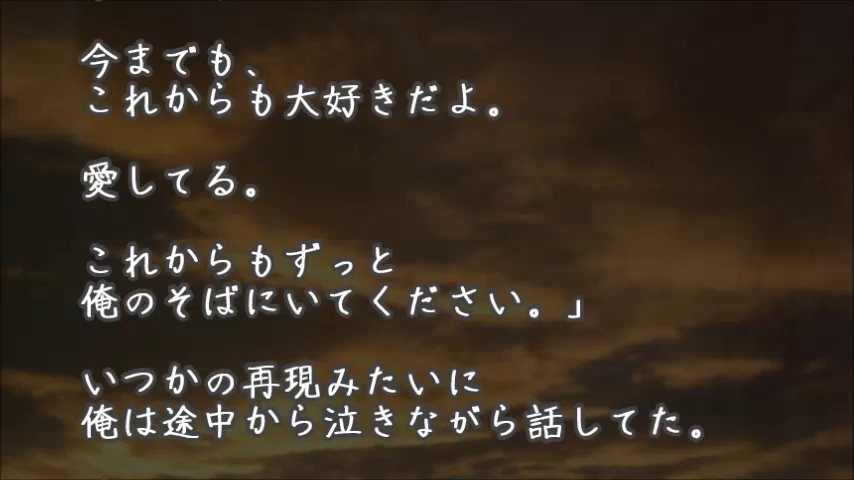 今までも、
これからも大好きだよ。
愛してる。
これからもずっと
俺のそばにいてください。」
いつかの再現みたいに
俺は途中から泣きながら話してた。